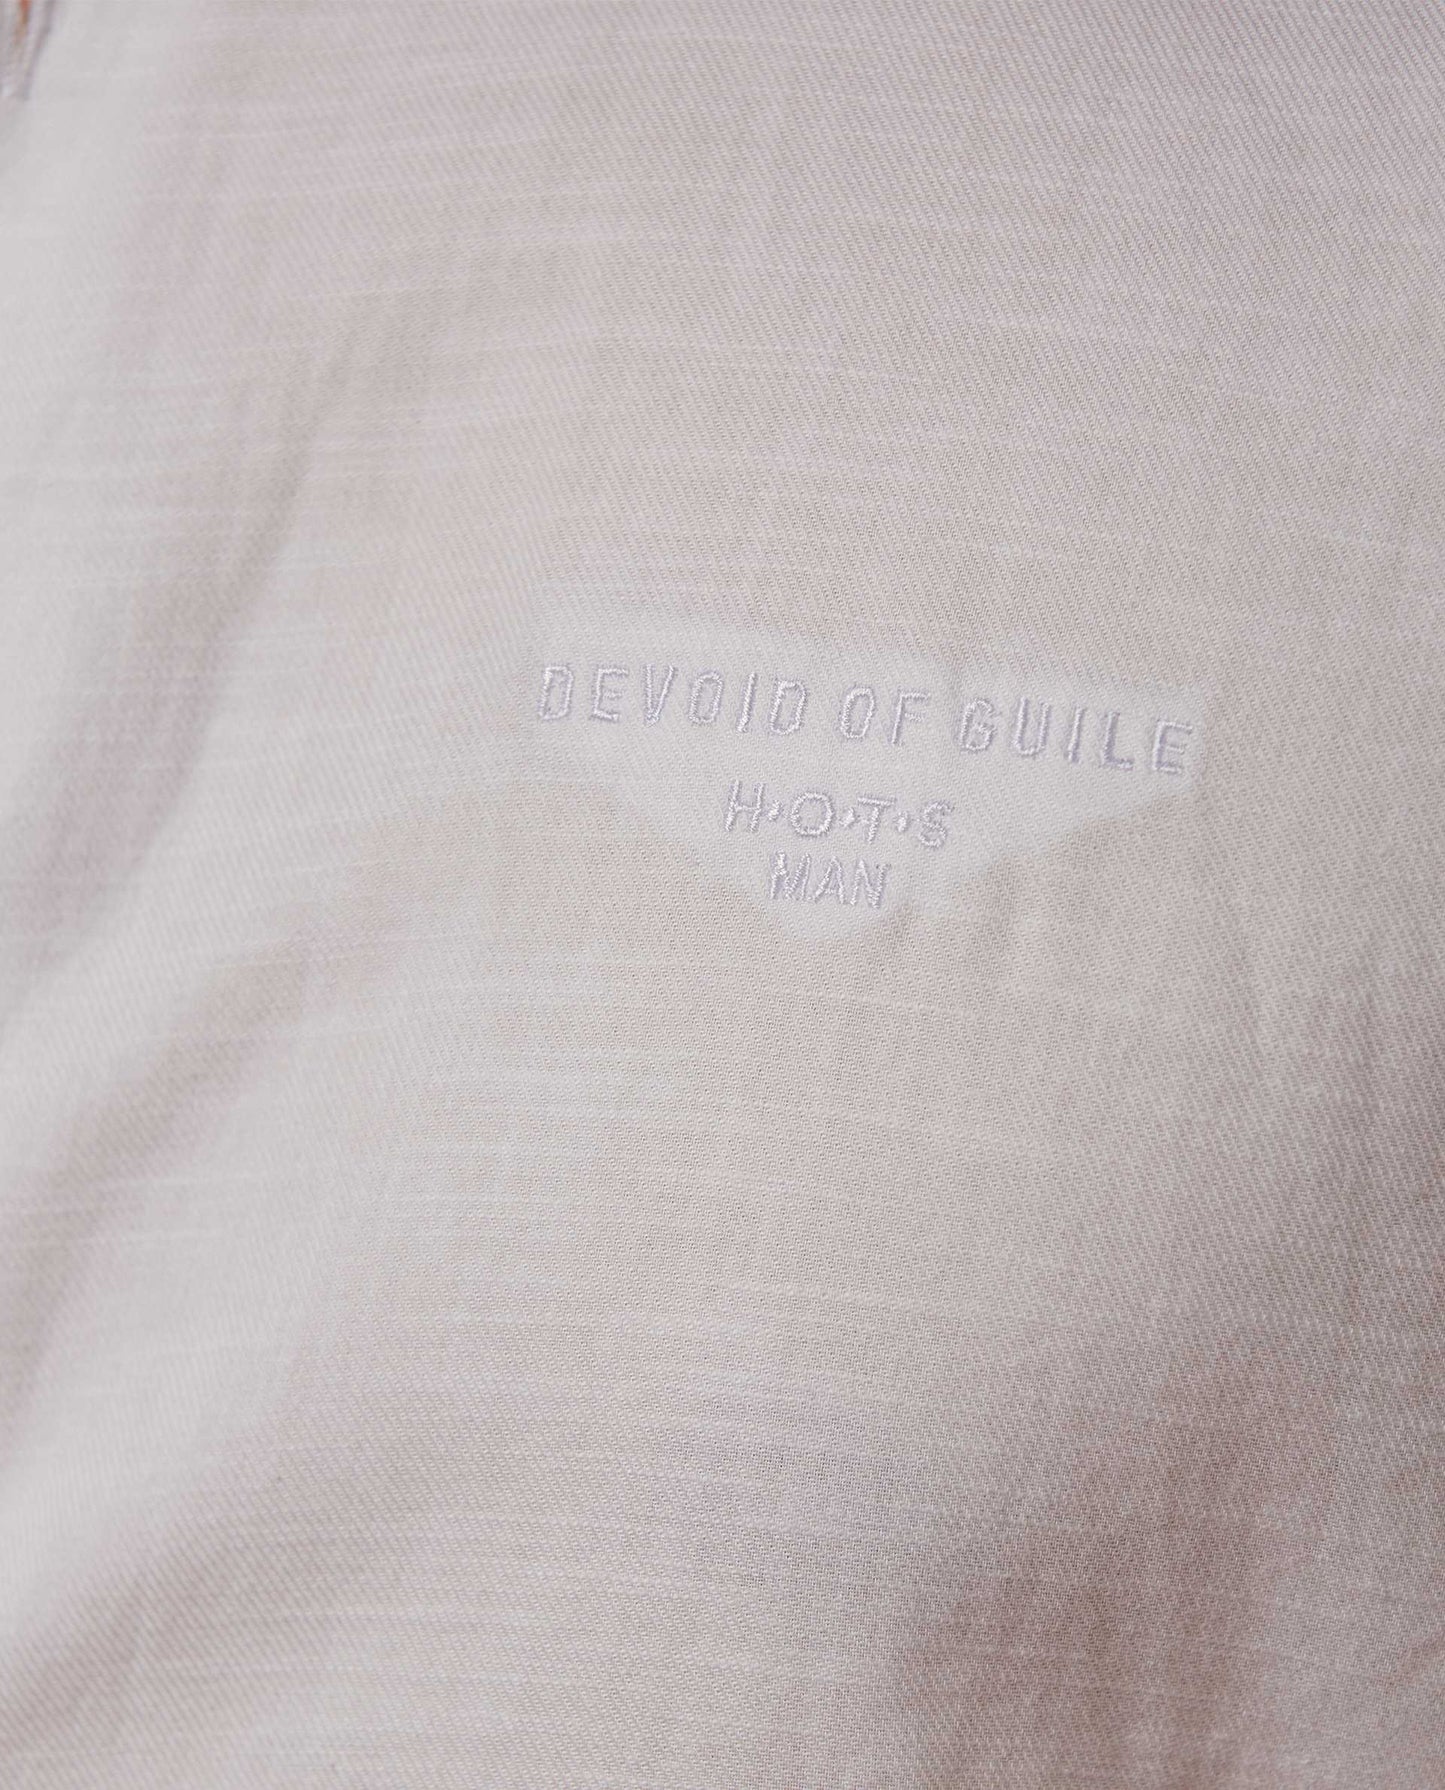 DEVOID OF GUILE
H•O•T•S
MAN